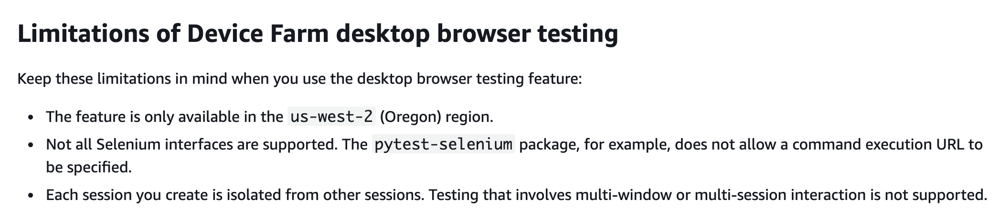 Limitations of Device Farm desktop browser testing
Keep these limitations in mind when you use the desktop browser testing feature:
• The feature is only available in the us-west-2 (Oregon) region.
• Not all Selenium interfaces are supported. The pytest-selenium package, for example, does not allow a command execution URL to
be specified.
• Each session you create is isolated from other sessions. Testing that involves multi-window or multi-session interaction is not supported.